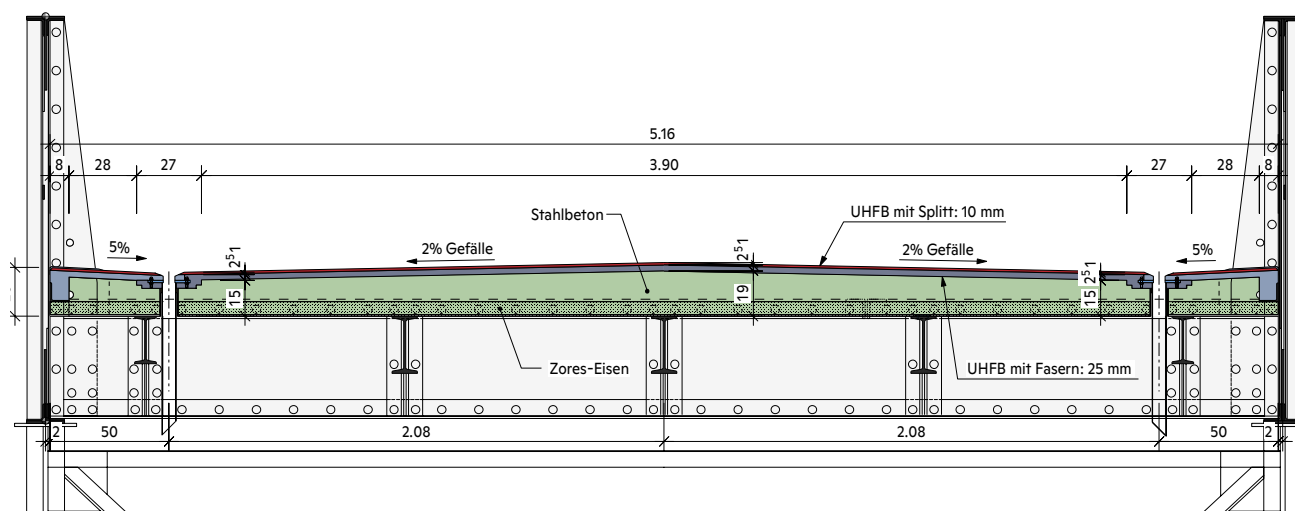 5.16
8 28 27 3.90 27 28 8
Stahlbeton
UHFB mit Splitt: 10 mm
5% 2% Gefälle 2⁵1 2% Gefälle 5%
2⁵1 2⁵1
15 19 15
Zores-Eisen
UHFB mit Fasern: 25 mm
2 50 2.08 2.08 50 2